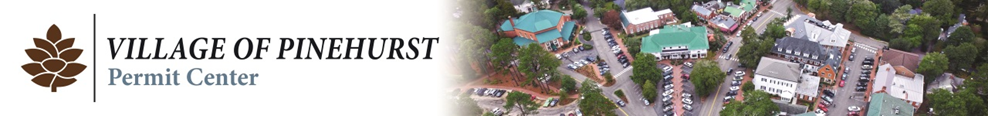 VILLAGE OF PINEHURST
Permit Center